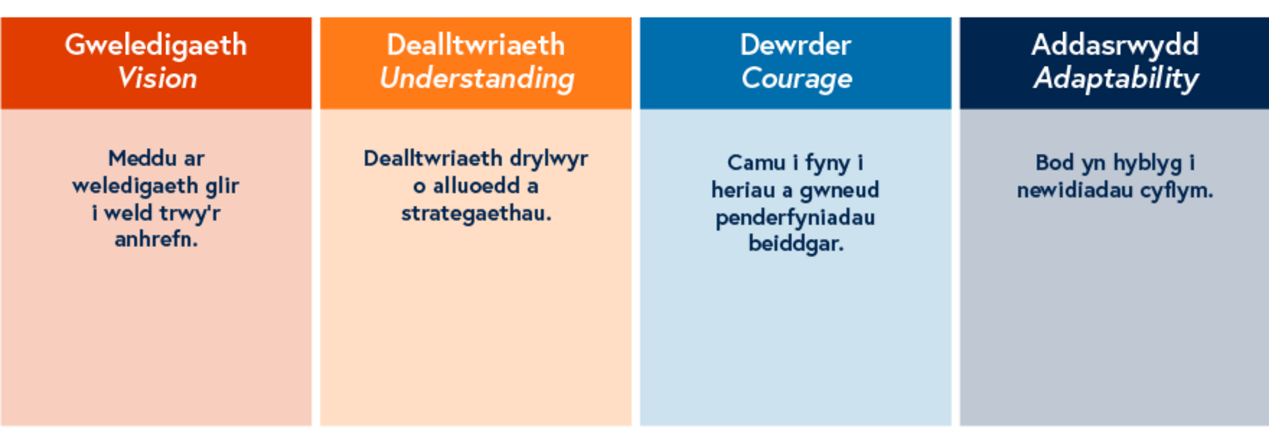 Gweledigaeth
Vision
Meddu ar
weledigaeth glir
i weld trwy'r
anhrefn.
Dealltwriaeth
Understanding
Dealltwriaeth drylwyr
o alluoedd a
strategaethau.
Dewrder
Courage
Camu i fyny i
heriau a gwneud
penderfyniadau
beiddgar.
Addasrwydd
Adaptability
Bod yn hyblyg i
newidiadau cyflym.